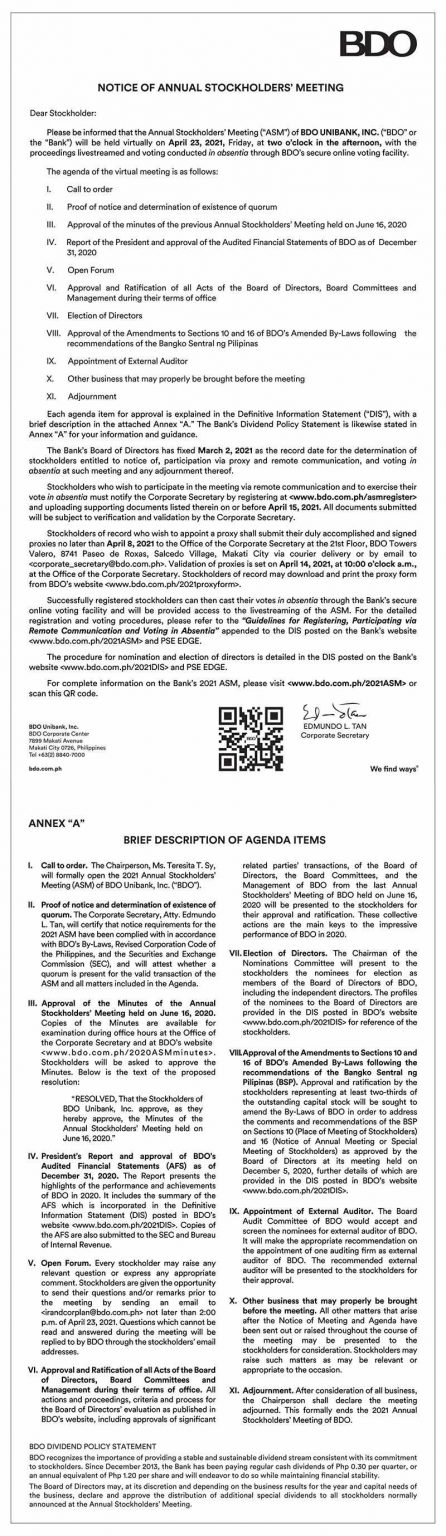 BDO
NOTICE OF ANNUAL STOCKHOLDERS' MEETING
Dear Stockholder:
Please be informed that the Annual Stockholders' Meeting ("ASM") of BDO UNIBANK, INC. ("BDO" or
the "Bank") will be held virtually on April 23, 2021, Friday, at two o'clock in the afternoon, with the
proceedings livestreamed and voting conducted in absentia through BDO's secure online voting facility.
The agenda of the virtual meeting is as follows:
I. Call to order
II. Proof of notice and determination of existence of quorum
III. Approval of the minutes of the previous Annual Stockholders' Meeting held on June 16, 2020
IV. Report of the President and approval of the Audited Financial Statements of BDO as of December
31, 2020
V. Open Forum
VI. Approval and Ratification of all Acts of the Board of Directors, Board Committees and
Management during their terms of office
VII. Election of Directors
VIII. Approval of the Amendments to Sections 10 and 16 of BDO's Amended By-Laws following the
recommendations of the Bangko Sentral ng Pilipinas
IX. Appointment of External Auditor
X. Other business that may properly be brought before the meeting
XI. Adjournment
Each agenda item for approval is explained in the Definitive Information Statement ("DIS"), with a
brief description in the attached Annex "A." The Bank's Dividend Policy Statement is likewise stated in
Annex "A" for your information and guidance.
The Bank's Board of Directors has fixed March 2, 2021 as the record date for the determination of
stockholders entitled to notice of, participation via proxy and remote communication, and voting in
absentia at such meeting and any adjournment thereof.
Stockholders who wish to participate in the meeting via remote communication and to exercise their
vote in absentia must notify the Corporate Secretary by registering at <www.bdo.com.ph/asmregister>
and uploading supporting documents listed therein on or before April 15, 2021. All documents submitted
will be subject to verification and validation by the Corporate Secretary.
Stockholders of record who wish to appoint a proxy shall submit their duly accomplished and signed
proxies no later than April 8, 2021 to the Office of the Corporate Secretary at the 21st Floor, BDO Towers
Valero, 8741 Paseo de Roxas, Salcedo Village, Makati City via courier delivery or by email to
<corporate_secretary@bdo.com.ph>. Validation of proxies is set on April 14, 2021, at 10:00 o'clock a.m.,
at the Office of the Corporate Secretary. Stockholders of record may download and print the proxy form
from BDO's website <www.bdo.com.ph/2021proxyform>.
Successfully registered stockholders can then cast their votes in absentia through the Bank's secure
online voting facility and will be provided access to the livestreaming of the ASM. For the detailed
registration and voting procedures, please refer to the "Guidelines for Registering, Participating via
Remote Communication and Voting in Absentia" appended to the DIS posted on the Bank's website
<www.bdo.com.ph/2021ASM> and PSE EDGE.
The procedure for nomination and election of directors is detailed in the DIS posted on the Bank's
website <www.bdo.com.ph/2021DIS> and PSE EDGE.
For complete information on the Bank's 2021 ASM, please visit <www.bdo.com.ph/2021ASM> or
scan this QR code.
BDO Unibank, Inc.
BDO Corporate Center
7899 Makati Avenue
Makati City 0726, Philippines
Tel +63(2) 8840-7000
bdo.com.ph
BDO
EDMUNDO L. TAN
Corporate Secretary
We find ways®
ANNEX "A"
BRIEF DESCRIPTION OF AGENDA ITEMS
I. Call to order. The Chairperson, Ms. Teresita T. Sy,
will formally open the 2021 Annual Stockholders'
Meeting (ASM) of BDO Unibank, Inc. ("BDO").
II. Proof of notice and determination of existence of
quorum. The Corporate Secretary, Atty. Edmundo
L. Tan, will certify that notice requirements for the
2021 ASM have been complied with in accordance
with BDO's By-Laws, Revised Corporation Code of
the Philippines, and the Securities and Exchange
Commission (SEC), and will attest whether a
quorum is present for the valid transaction of the
ASM and all matters included in the Agenda.
III. Approval of the Minutes of the Annual
Stockholders' Meeting held on June 16, 2020.
Copies of the Minutes are available for
examination during office hours at the Office of
the Corporate Secretary and at BDO's website
<www.bdo.com.ph/2020ASMminutes>.
Stockholders will be asked to approve the
Minutes. Below is the text of the proposed
resolution:
"RESOLVED, That the Stockholders of
BDO Unibank, Inc. approve, as they
hereby approve, the Minutes of the
Annual Stockholders' Meeting held on
June 16, 2020."
IV. President's Report and approval of BDO's
Audited Financial Statements (AFS) as of
December 31, 2020. The Report presents the
highlights of the performance and achievements
of BDO in 2020. It includes the summary of the
AFS which is incorporated in the Definitive
Information Statement (DIS) posted in BDO's
website <www.bdo.com.ph/2021DIS>. Copies of
the AFS are also submitted to the SEC and Bureau
of Internal Revenue.
V. Open Forum. Every stockholder may raise any
relevant question or express any appropriate
comment. Stockholders are given the opportunity
to send their questions and/or remarks prior to
the meeting by sending an email to
<irandcorplan@bdo.com.ph> not later than 2:00
p.m. of April 23, 2021. Questions which cannot be
read and answered during the meeting will be
replied to by BDO through the stockholders' email
addresses.
VI. Approval and Ratification of all Acts of the Board
of Directors, Board Committees and
Management during their terms of office. All
actions and proceedings, criteria and process for
the Board of Directors' evaluation as published in
BDO's website, including approvals of significant
related parties' transactions, of the Board of
Directors, the Board Committees, and the
Management of BDO from the last Annual
Stockholders' Meeting of BDO held on June 16,
2020 will be presented to the stockholders for
their approval and ratification. These collective
actions are the main keys to the impressive
performance of BDO in 2020.
VII. Election of Directors. The Chairman of the
Nominations Committee will present to the
stockholders the nominees for election as
members of the Board of Directors of BDO,
including the independent directors. The profiles
of the nominees to the Board of Directors are
provided in the DIS posted in BDO's website
<www.bdo.com.ph/2021DIS> for reference of the
stockholders.
VIII. Approval of the Amendments to Sections 10 and
16 of BDO's Amended By-Laws following the
recommendations of the Bangko Sentral ng
Pilipinas (BSP). Approval and ratification by the
stockholders representing at least two-thirds of
the outstanding capital stock will be sought to
amend the By-Laws of BDO in order to address
the comments and recommendations of the BSP
on Sections 10 (Place of Meeting of Stockholders)
and 16 (Notice of Annual Meeting or Special
Meeting of Stockholders) as approved by the
Board of Directors at its meeting held on
December 5, 2020, further details of which are
provided in the DIS posted in BDO's website
<www.bdo.com.ph/2021DIS>.
IX. Appointment of External Auditor. The Board
Audit Committee of BDO would accept and
screen the nominees for external auditor of BDO.
It will make the appropriate recommendation on
the appointment of one auditing firm as external
auditor of BDO. The recommended external
auditor will be presented to the stockholders for
their approval.
X. Other business that may properly be brought
before the meeting. All other matters that arise
after the Notice of Meeting and Agenda have
been sent out or raised throughout the course of
the meeting may be presented to the
stockholders for consideration. Stockholders may
raise such matters as may be relevant or
appropriate to the occasion.
XI. Adjournment. After consideration of all business,
the Chairperson shall declare the meeting
adjourned. This formally ends the 2021 Annual
Stockholders' Meeting of BDO.
BDO DIVIDEND POLICY STATEMENT
BDO recognizes the importance of providing a stable and sustainable dividend stream consistent with its commitment
to stockholders. Since December 2013, the Bank has been paying regular cash dividends of Php 0.30 per quarter, or
an annual equivalent of Php 1.20 per share and will endeavor to do so while maintaining financial stability.
The Board of Directors may, at its discretion and depending on the business results for the year and capital needs of
the business, declare and approve the distribution of additional special dividends to all stockholders normally
announced at the Annual Stockholders' Meeting.